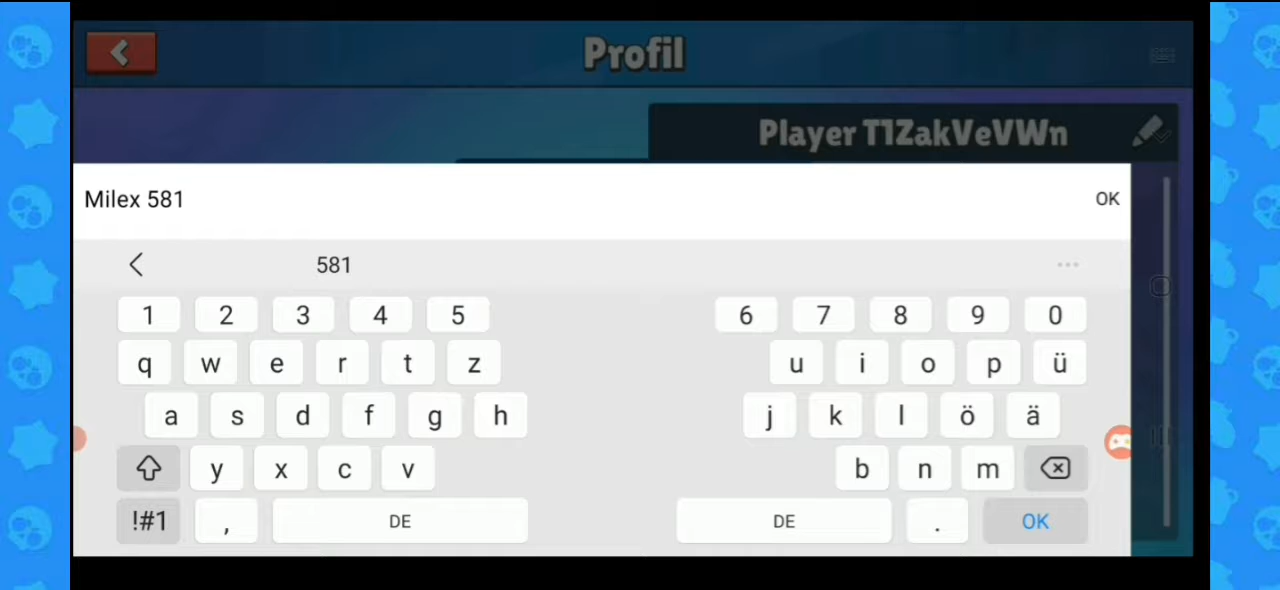 Profil
Player T1ZakVeVWn
Milex 581 OK
581 ...
1 2 3 4 5 6 7 8 9 0
q w e r t z u i o p ü
a s d f g h j k l ö ä
y x c v b n m
!#1 , DE DE . OK